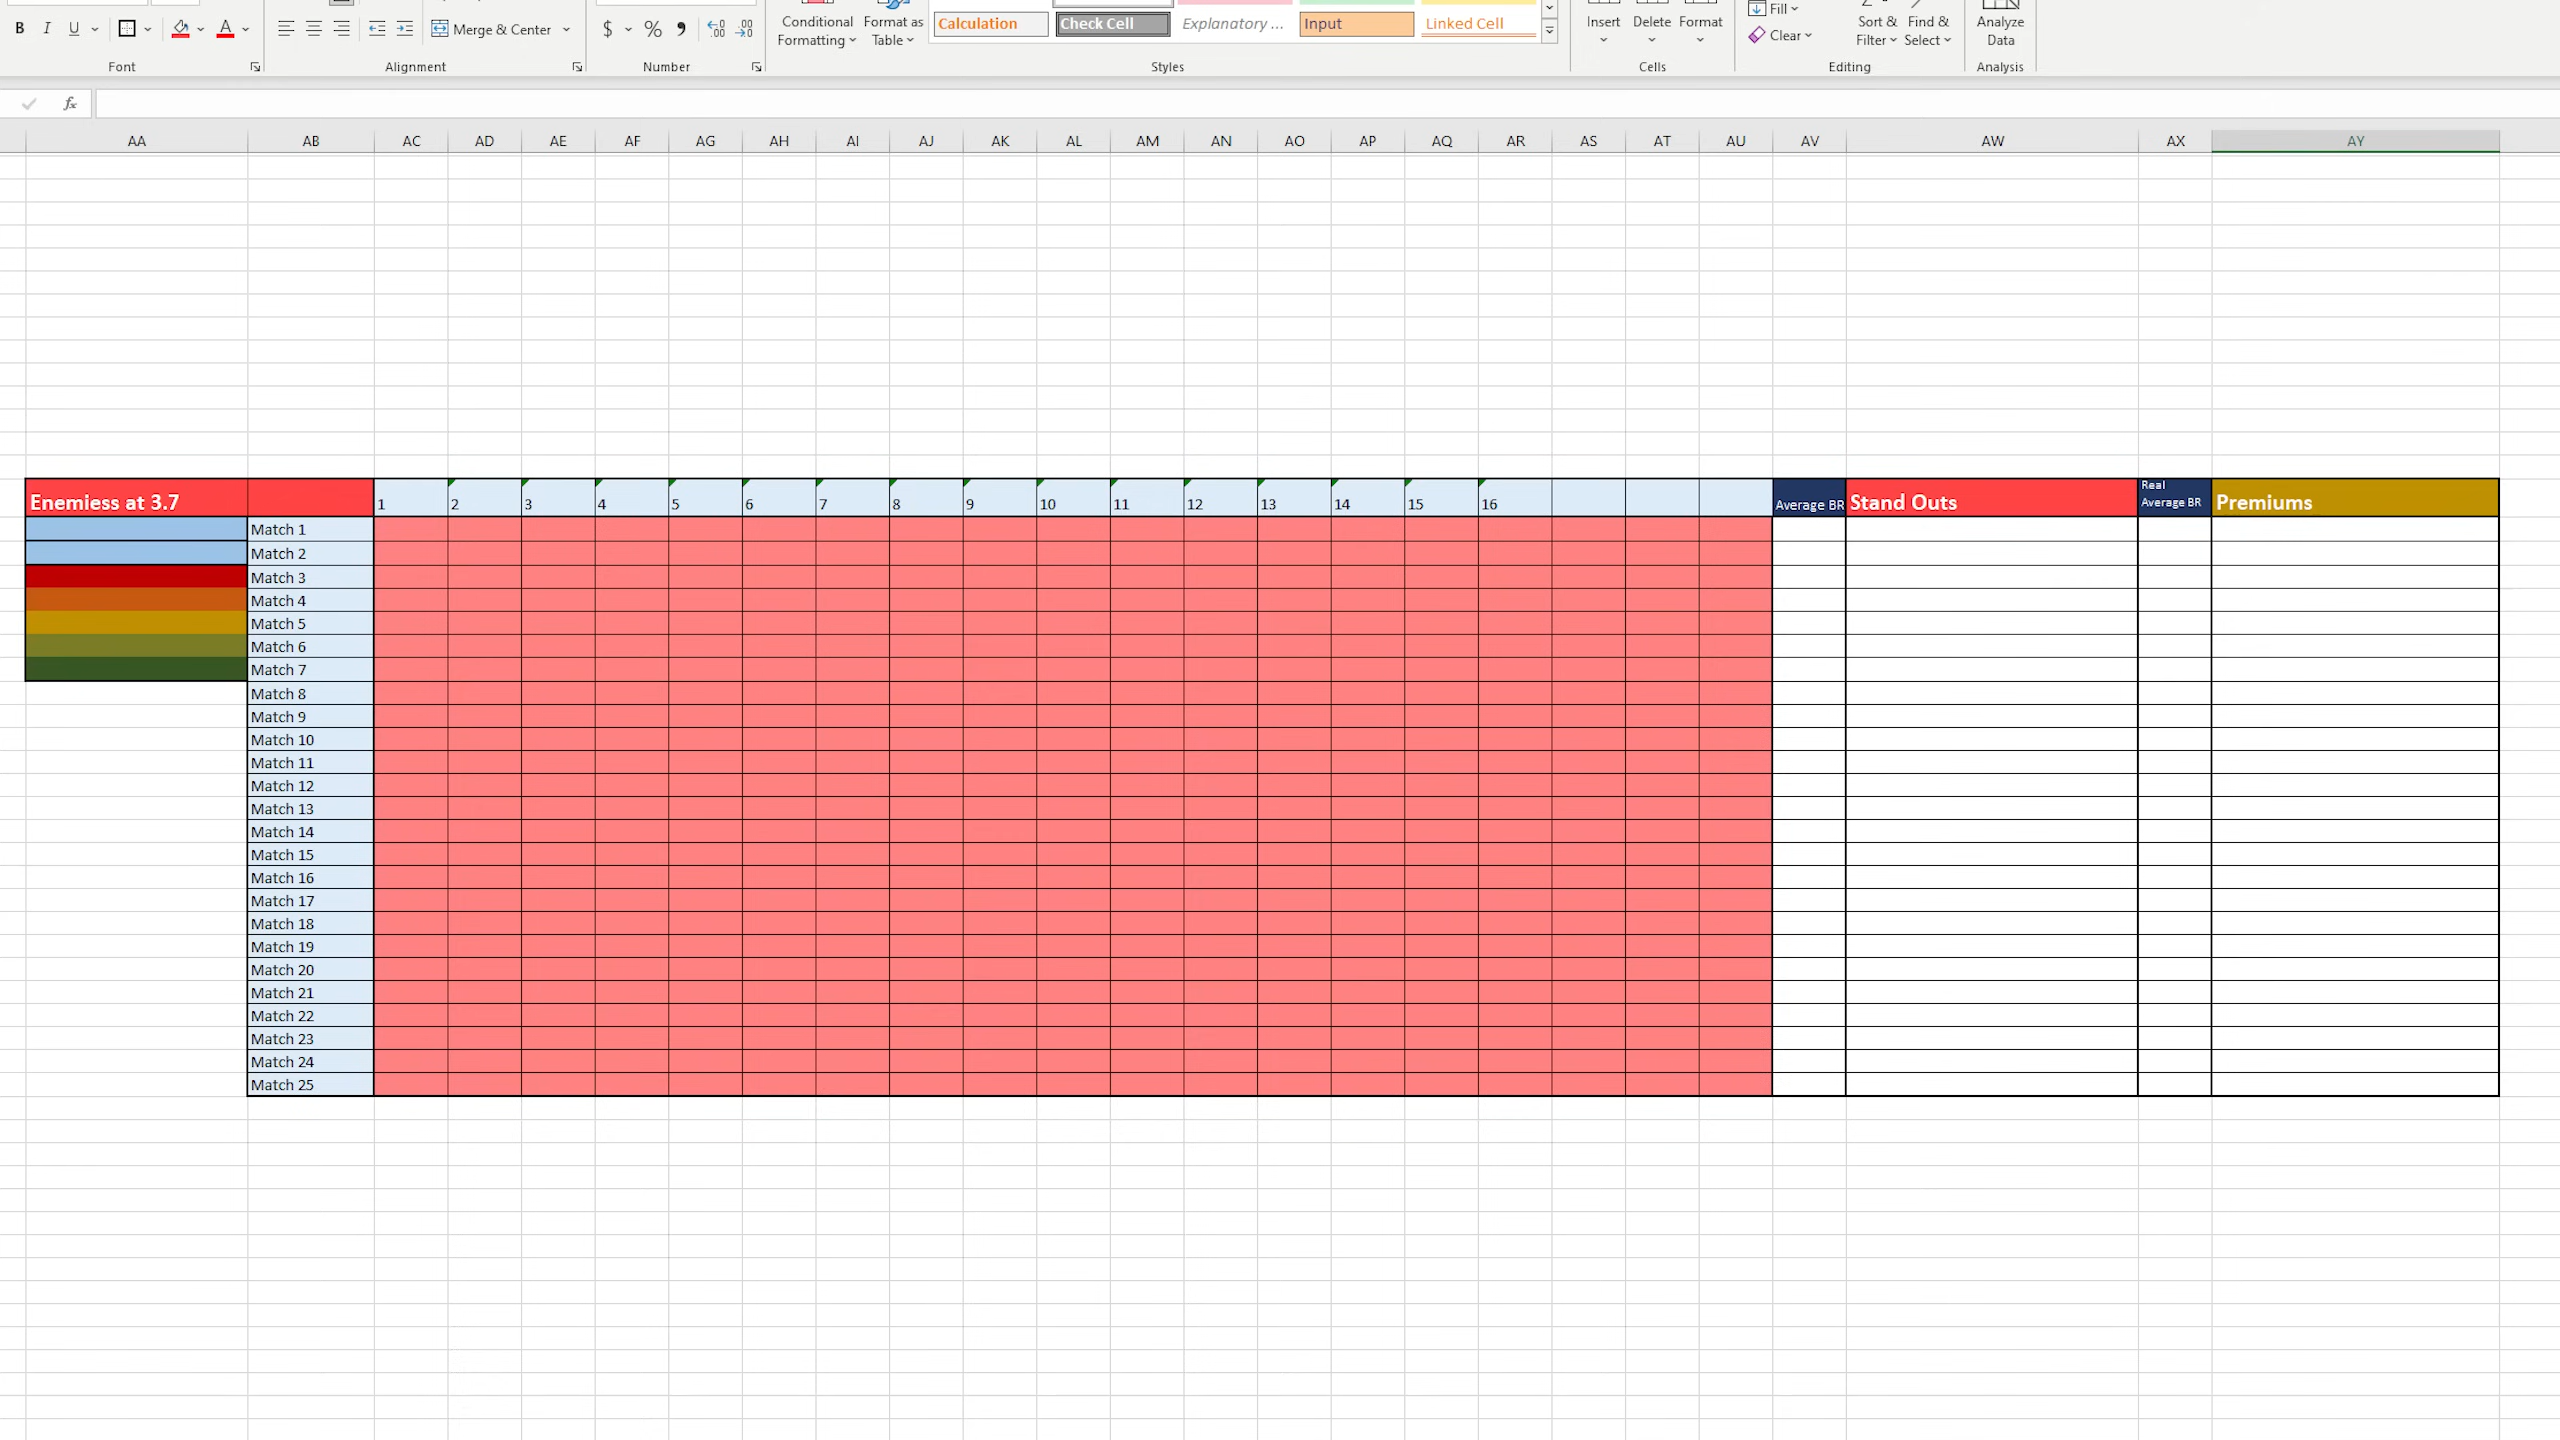 Conditional Format as
Calculation Check Cell Explanatory ... Input Linked Cell
Insert Delete Format
Fill
Sort & Find &
Analyze
B I U A Merge & Center $ % 9 Formatting Table
Clear Filter Select Data
Font Alignment Number Styles Cells Editing Analysis
fx
AA AB AC AD AE AF AG AH AI AJ AK AL AM AN AO AP AQ AR AS AT AU AV AW AX AY
Enemiess at 3.7 1 2 3 4 5 6 7 8 9 10 11 12 13 14 15 16 Average BR Stand Outs Real Average BR Premiums
Match 1
Match 2
Match 3
Match 4
Match 5
Match 6
Match 7
Match 8
Match 9
Match 10
Match 11
Match 12
Match 13
Match 14
Match 15
Match 16
Match 17
Match 18
Match 19
Match 20
Match 21
Match 22
Match 23
Match 24
Match 25